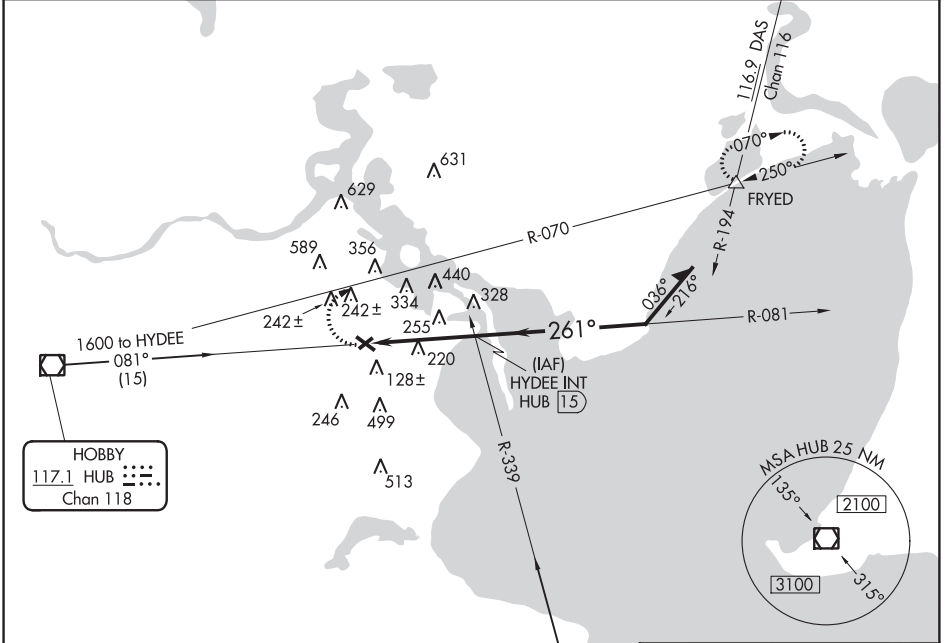 116.9 DAS
Chan 116
070°
250°
FRYED
631
629
R-070
R-194
589
356
440
334
328
242±
242±
036°
216°
255
261°
R-081
1600 to HYDEE
081°
(15)
220
(IAF)
HYDEE INT
HUB 15
128±
246
499
R-339
HOBBY
117.1 HUB
Chan 118
513
MSA HUB 25 NM
135°
2100
3100
315°